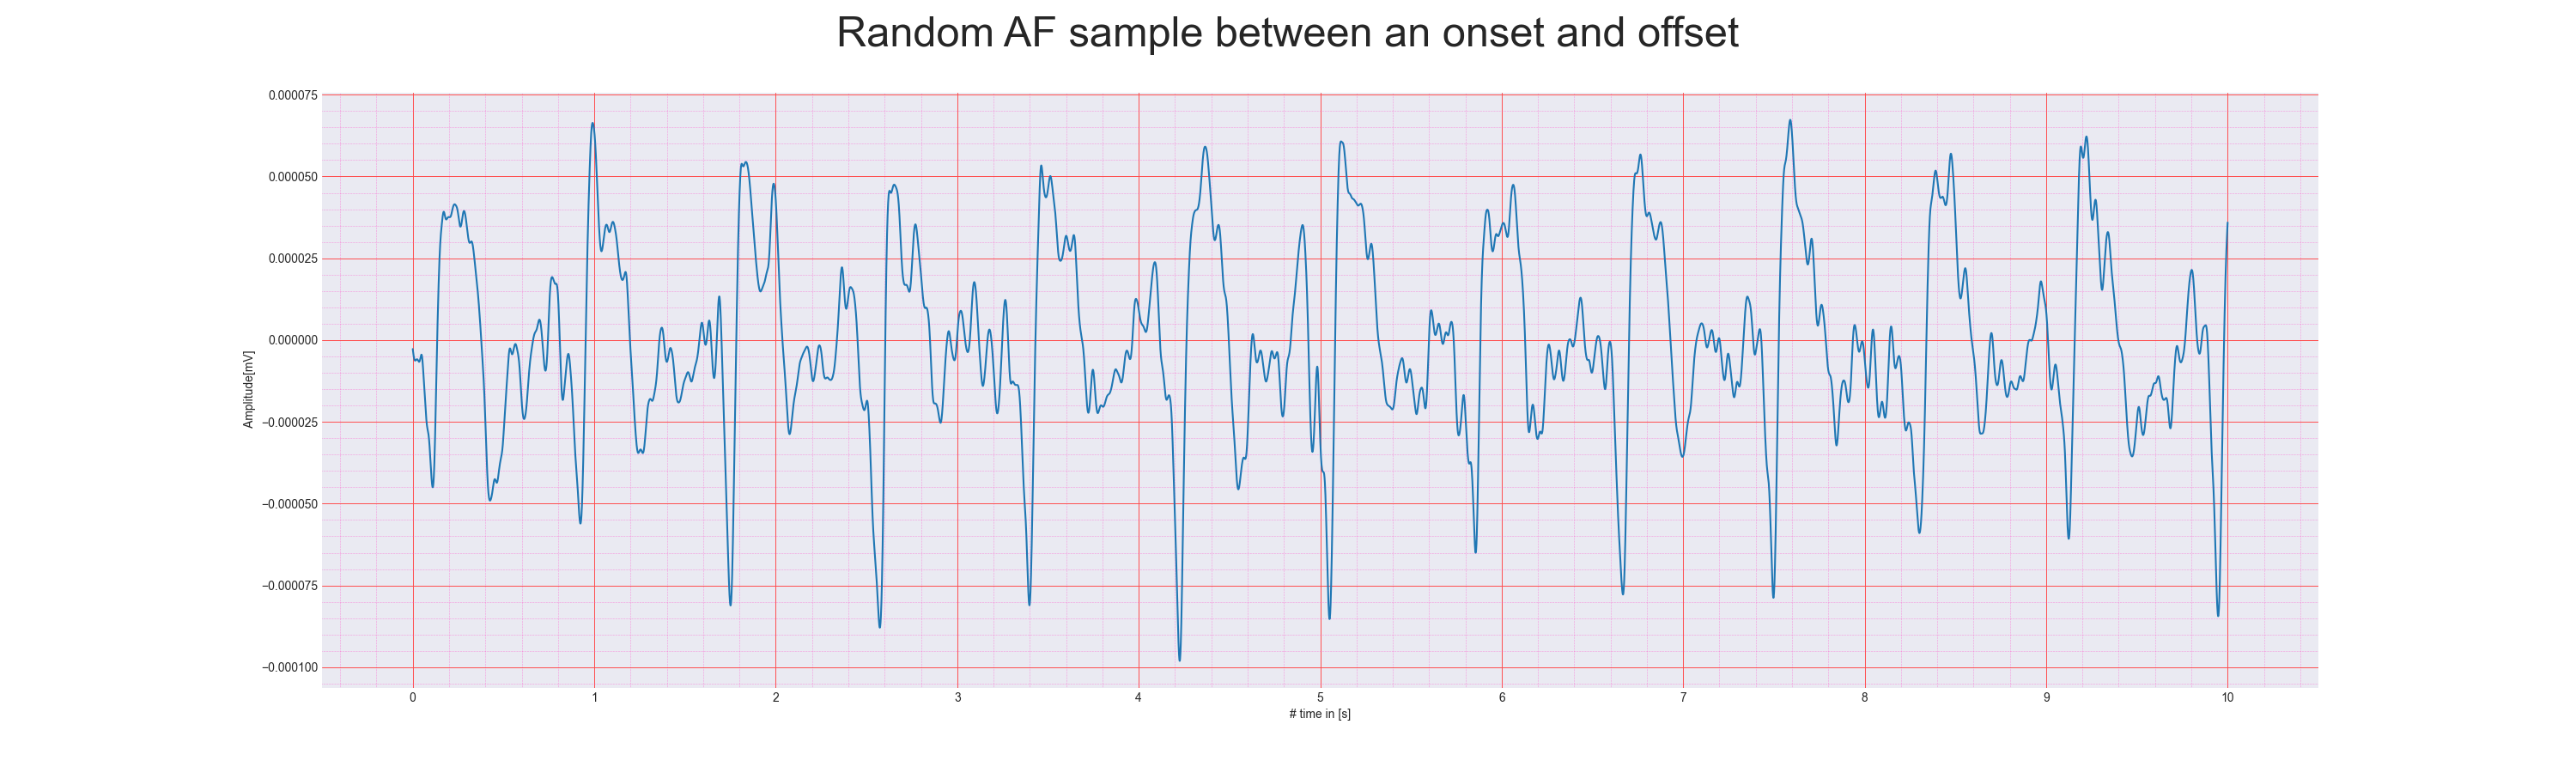 Random AF sample between an onset and offset
0.000075
0.000050
0.000025
0.000000
−0.000025
−0.000050
−0.000075
−0.000100
Amplitude[mV]
0 1 2 3 4 5 6 7 8 9 10
# time in [s]